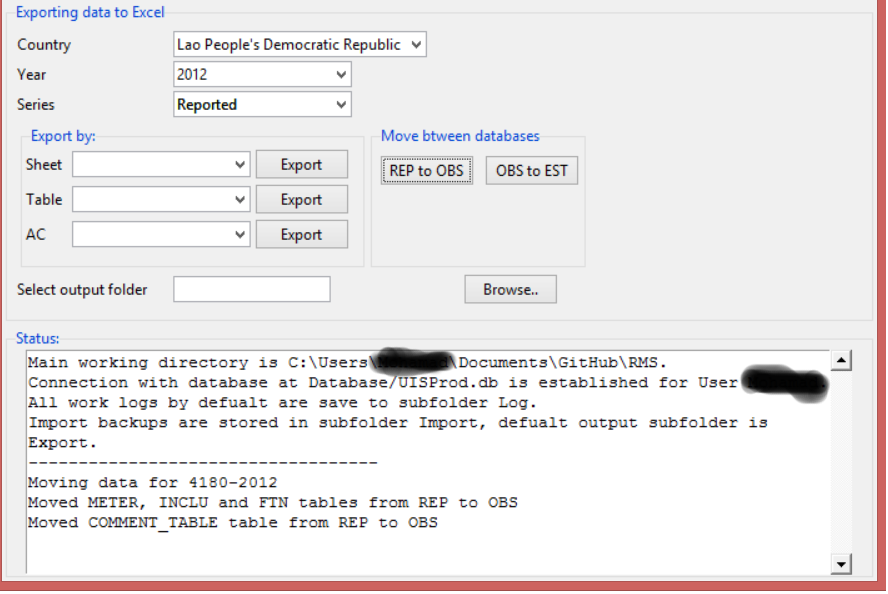 Exporting data to Excel
Country Lao People's Democratic Republic
Year 2012
Series Reported
Export by:
Sheet Export
Table Export
AC Export
Move btween databases
REP to OBS OBS to EST
Select output folder Browse..
Status:
Main working directory is C:\Users\ \Documents\GitHub\RMS.
Connection with database at Database/UISProd.db is established for User
All work logs by defualt are save to subfolder Log.
Import backups are stored in subfolder Import, defualt output subfolder is
Export.
-----------------------------------
Moving data for 4180-2012
Moved METER, INCLU and FTN tables from REP to OBS
Moved COMMENT_TABLE table from REP to OBS